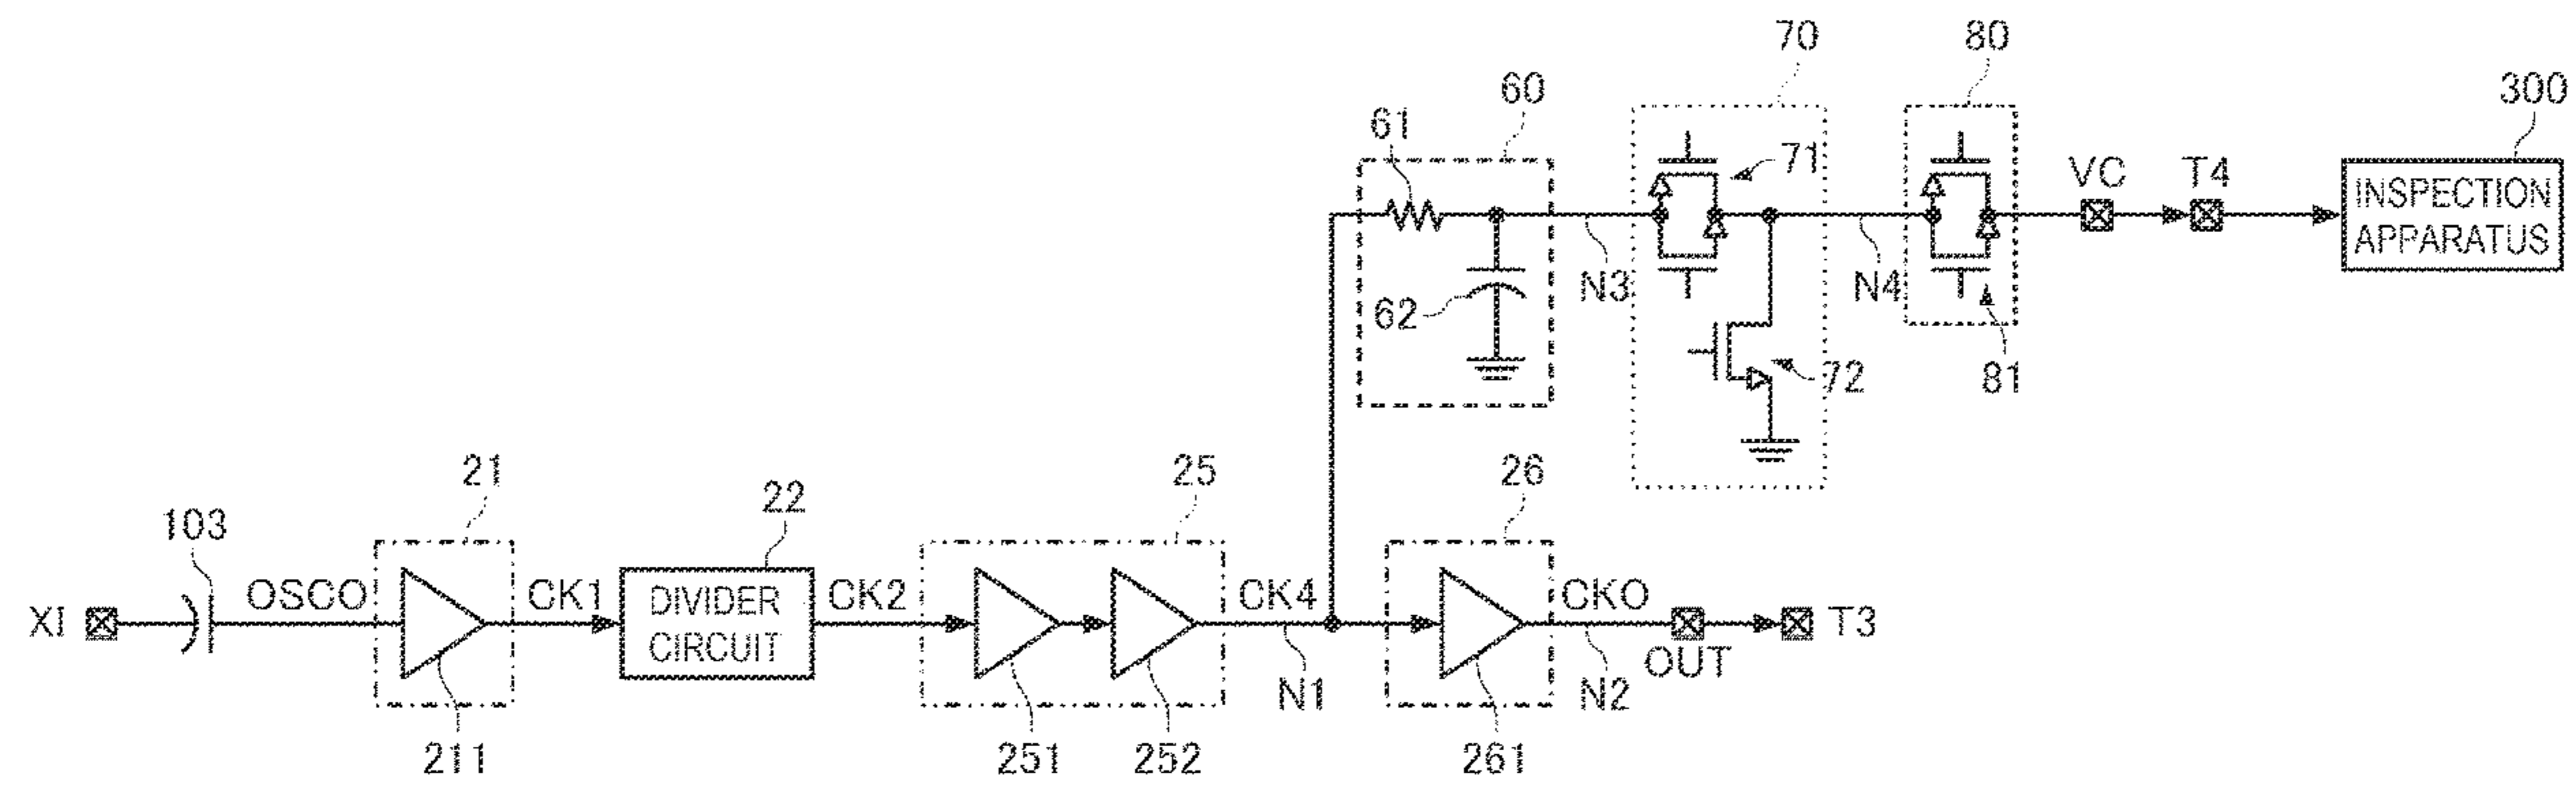 70
80
60
300
61
71
VC
T4
INSPECTION
APPARATUS
N3
N4
62
72
81
21
22
25
26
103
OSCO
CK1
DIVIDER
CIRCUIT
CK2
CK4
CKO
XI
T3
OUT
N1
N2
211
251
252
261